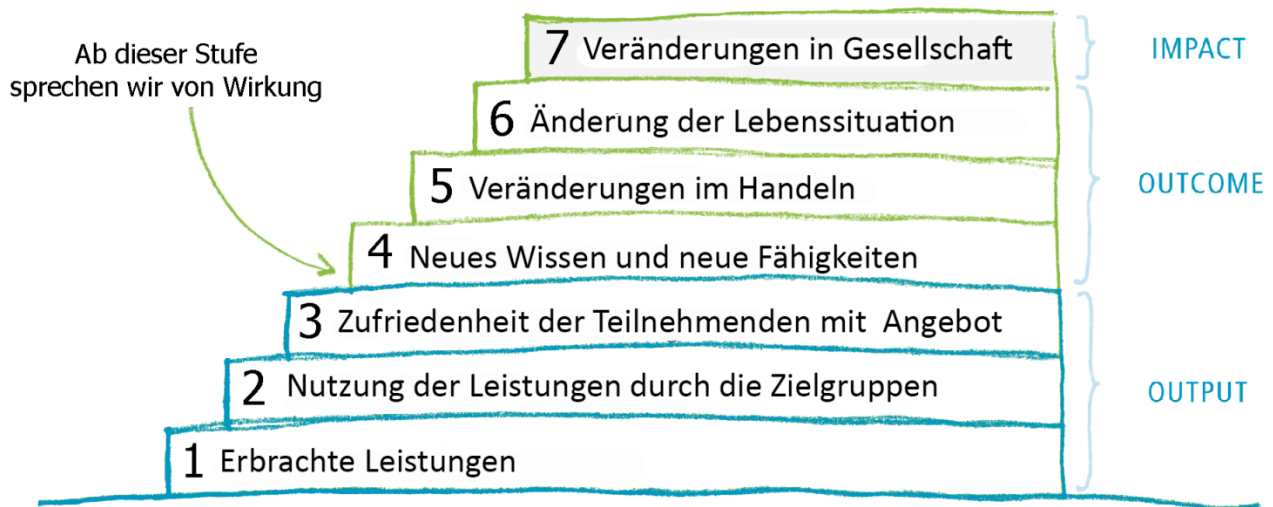 Ab dieser Stufe
sprechen wir von Wirkung
7 Veränderungen in Gesellschaft
IMPACT
6 Änderung der Lebenssituation
5 Veränderungen im Handeln
OUTCOME
4 Neues Wissen und neue Fähigkeiten
3 Zufriedenheit der Teilnehmenden mit Angebot
2 Nutzung der Leistungen durch die Zielgruppen
OUTPUT
1 Erbrachte Leistungen